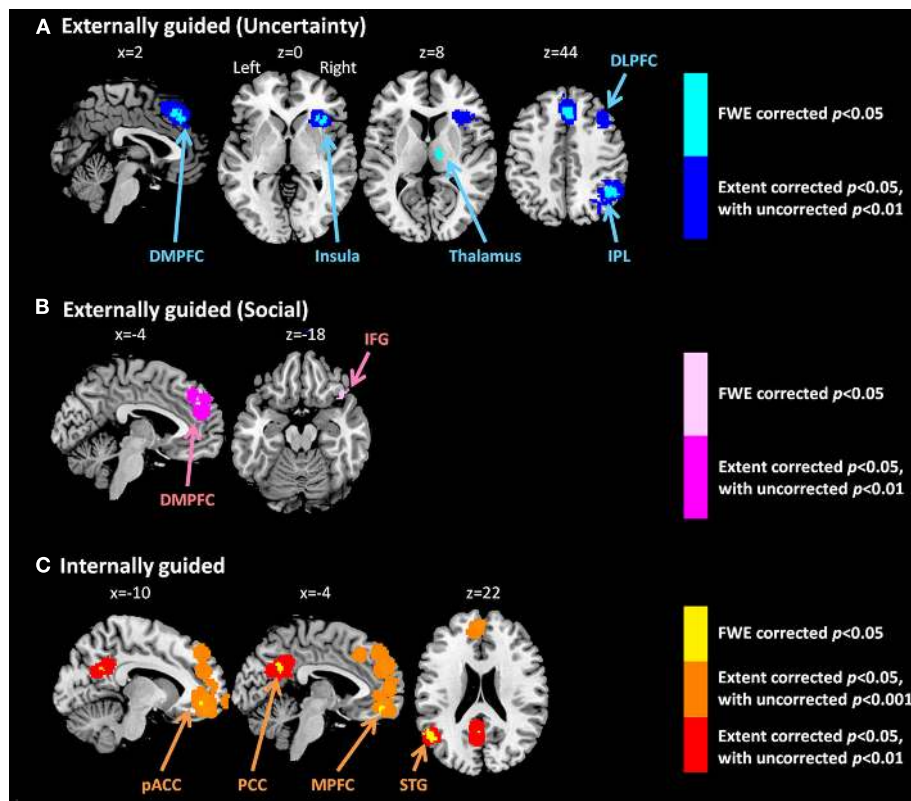 A Externally guided (Uncertainty)
x=2
z=0
z=8
z=44
DLPFC
Left
Right
FWE corrected p<0.05
Extent corrected p<0.05,
with uncorrected p<0.01
DMPFC
Insula
Thalamus
IPL
B Externally guided (Social)
x=-4
z=-18
IFG
FWE corrected p<0.05
Extent corrected p<0.05,
with uncorrected p<0.01
DMPFC
C Internally guided
x=-10
x=-4
z=22
FWE corrected p<0.05
Extent corrected p<0.05,
with uncorrected p<0.001
Extent corrected p<0.05,
with uncorrected p<0.01
pACC
PCC
MPFC
STG